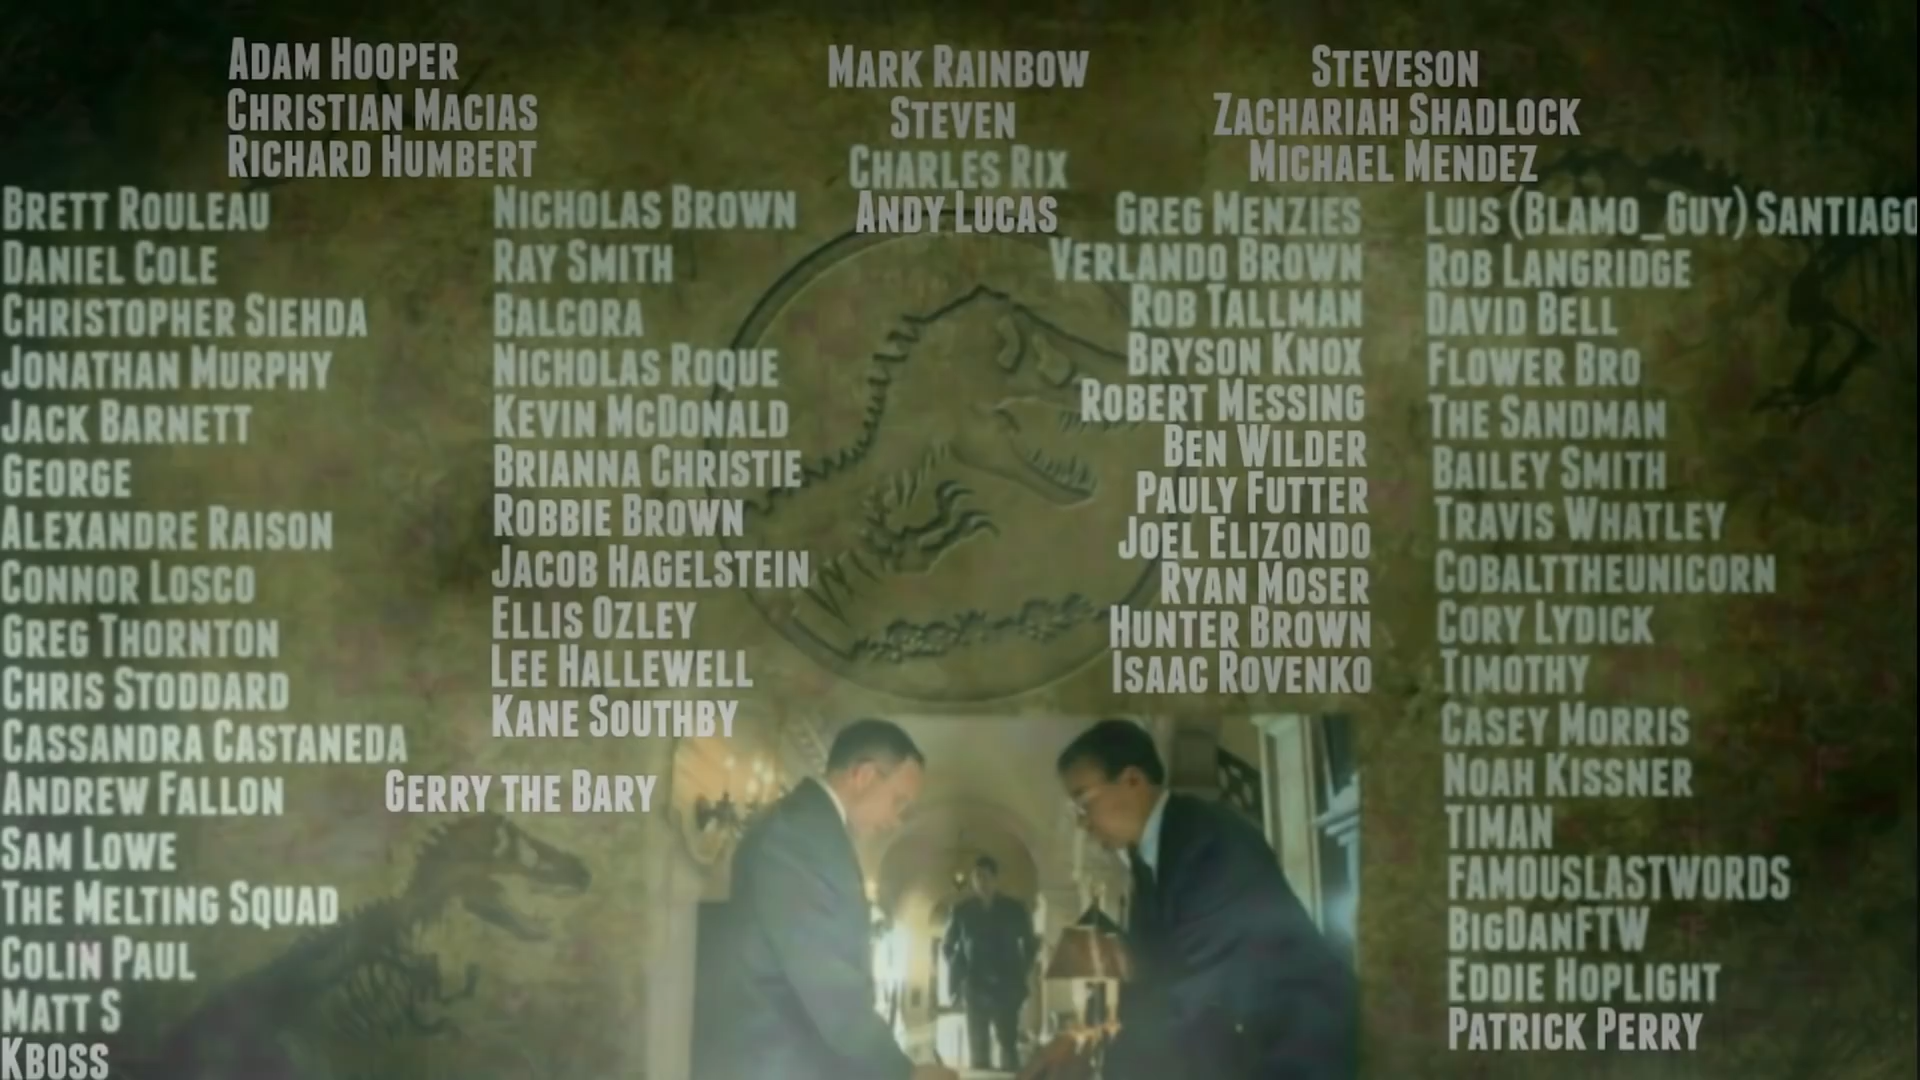 ADAM HOOPER
CHRISTIAN MACIAS
RICHARD HUMBERT
MARK RAINBOW
STEVEN
CHARLES RIX
ANDY LUCAS
STEVESON
ZACHARIAH SHADLOCK
MICHAEL MENDEZ
BRETT ROULEAU
DANIEL COLE
CHRISTOPHER SIEHDA
JONATHAN MURPHY
JACK BARNETT
GEORGE
ALEXANDRE RAISON
CONNOR LOSCO
GREG THORNTON
CHRIS STODDARD
CASSANDRA CASTANEDA
ANDREW FALLON
SAM LOWE
THE MELTING SQUAD
COLIN PAUL
MATT S
KBOSS
NICHOLAS BROWN
RAY SMITH
BALCORA
NICHOLAS ROQUE
KEVIN MCDONALD
BRIANNA CHRISTIE
ROBBIE BROWN
JACOB HAGELSTEIN
ELLIS OZLEY
LEE HALLEWELL
KANE SOUTHBY
GERRY THE BARY
GREG MENZIES
VERLANDO BROWN
ROB TALLMAN
BRYSON KNOX
ROBERT MESSING
BEN WILDER
PAULY FUTTER
JOEL ELIZONDO
RYAN MOSER
HUNTER BROWN
ISAAC ROVENKO
LUIS (BLAMO_GUY) SANTIAGO
ROB LANGRIDGE
DAVID BELL
FLOWER BRO
THE SANDMAN
BAILEY SMITH
TRAVIS WHATLEY
COBALTTHEUNICORN
CORY LYDICK
TIMOTHY
CASEY MORRIS
NOAH KISSNER
TIMAN
FAMOUSLASTWORDS
BIGDANFTW
EDDIE HOPLIGHT
PATRICK PERRY